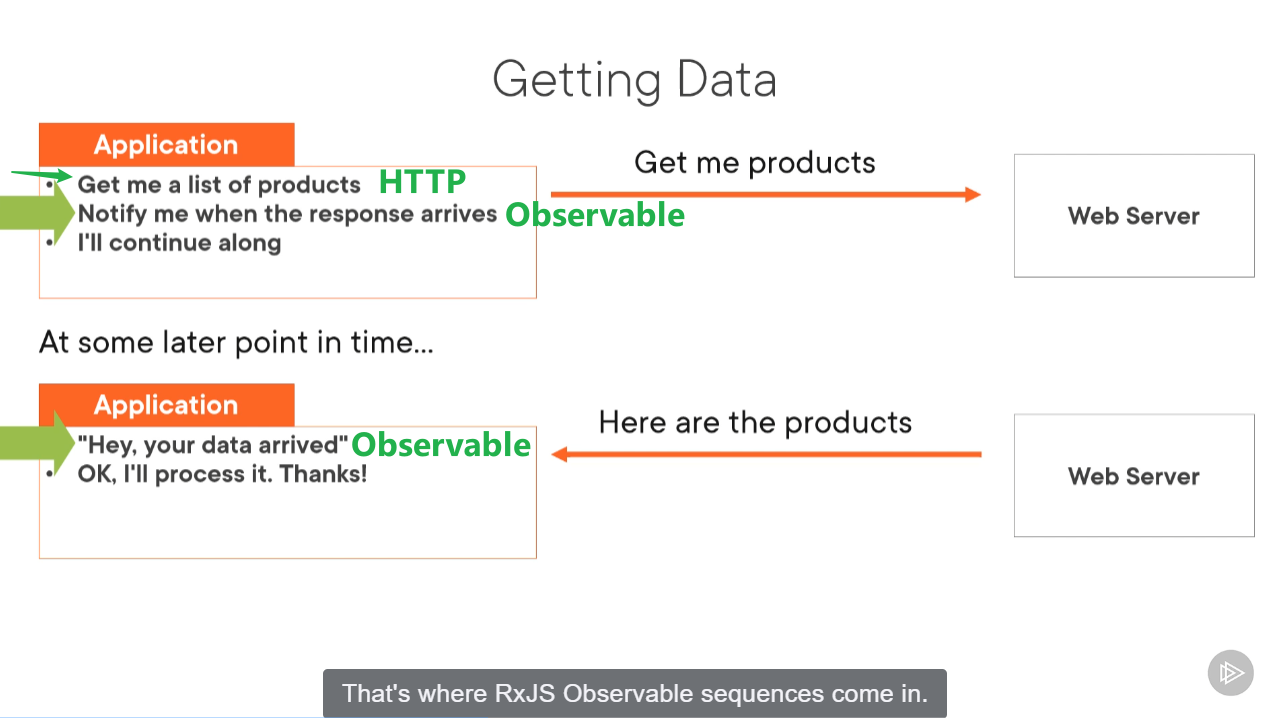 Getting Data
Application
• Get me a list of products HTTP
Notify me when the response arrives Observable
• I'll continue along
Get me products
Web Server
At some later point in time...
Application
"Hey, your data arrived" Observable
• OK, I'll process it. Thanks!
Here are the products
Web Server
That's where RxJS Observable sequences come in.